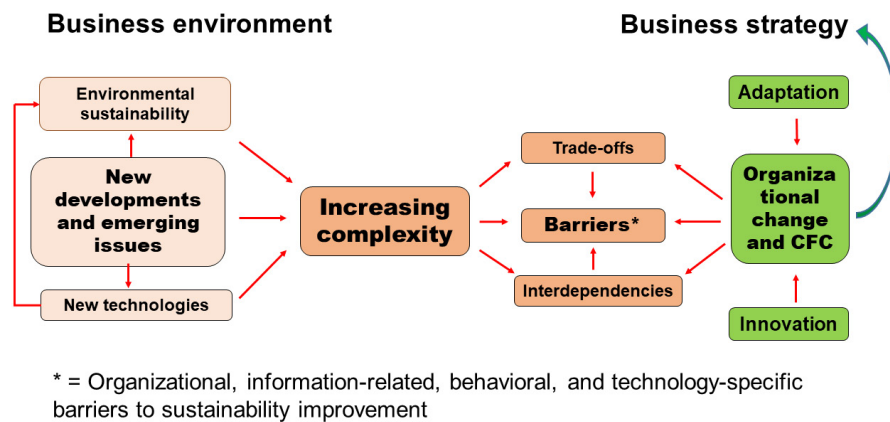 Business environment
Business strategy
Environmental
sustainability
New
developments
and emerging
issues
New technologies
Increasing
complexity
Trade-offs
Barriers*
Interdependencies
Adaptation
Organiza
tional
change
and CFC
Innovation
* = Organizational, information-related, behavioral, and technology-specific
barriers to sustainability improvement